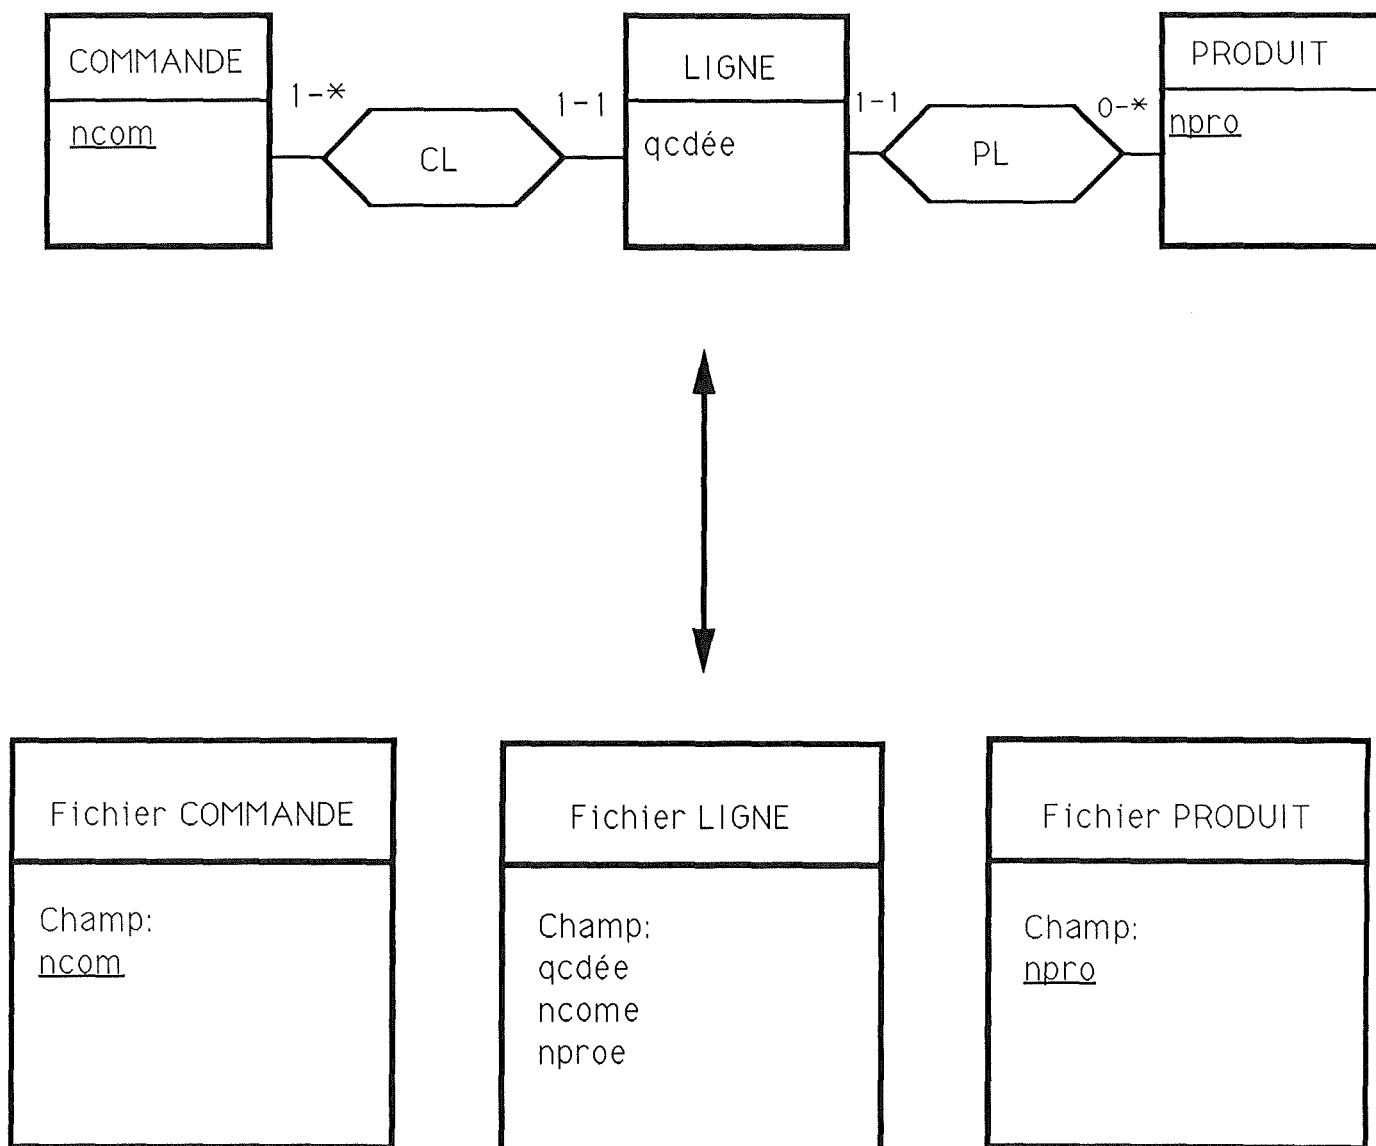 COMMANDE
ncom
1-*
CL
1-1
LIGNE
qcdée
1-1
PL
0-*
PRODUIT
npro
Fichier COMMANDE
Champ:
ncom
Fichier LIGNE
Champ:
qcdée
ncome
nproe
Fichier PRODUIT
Champ:
npro